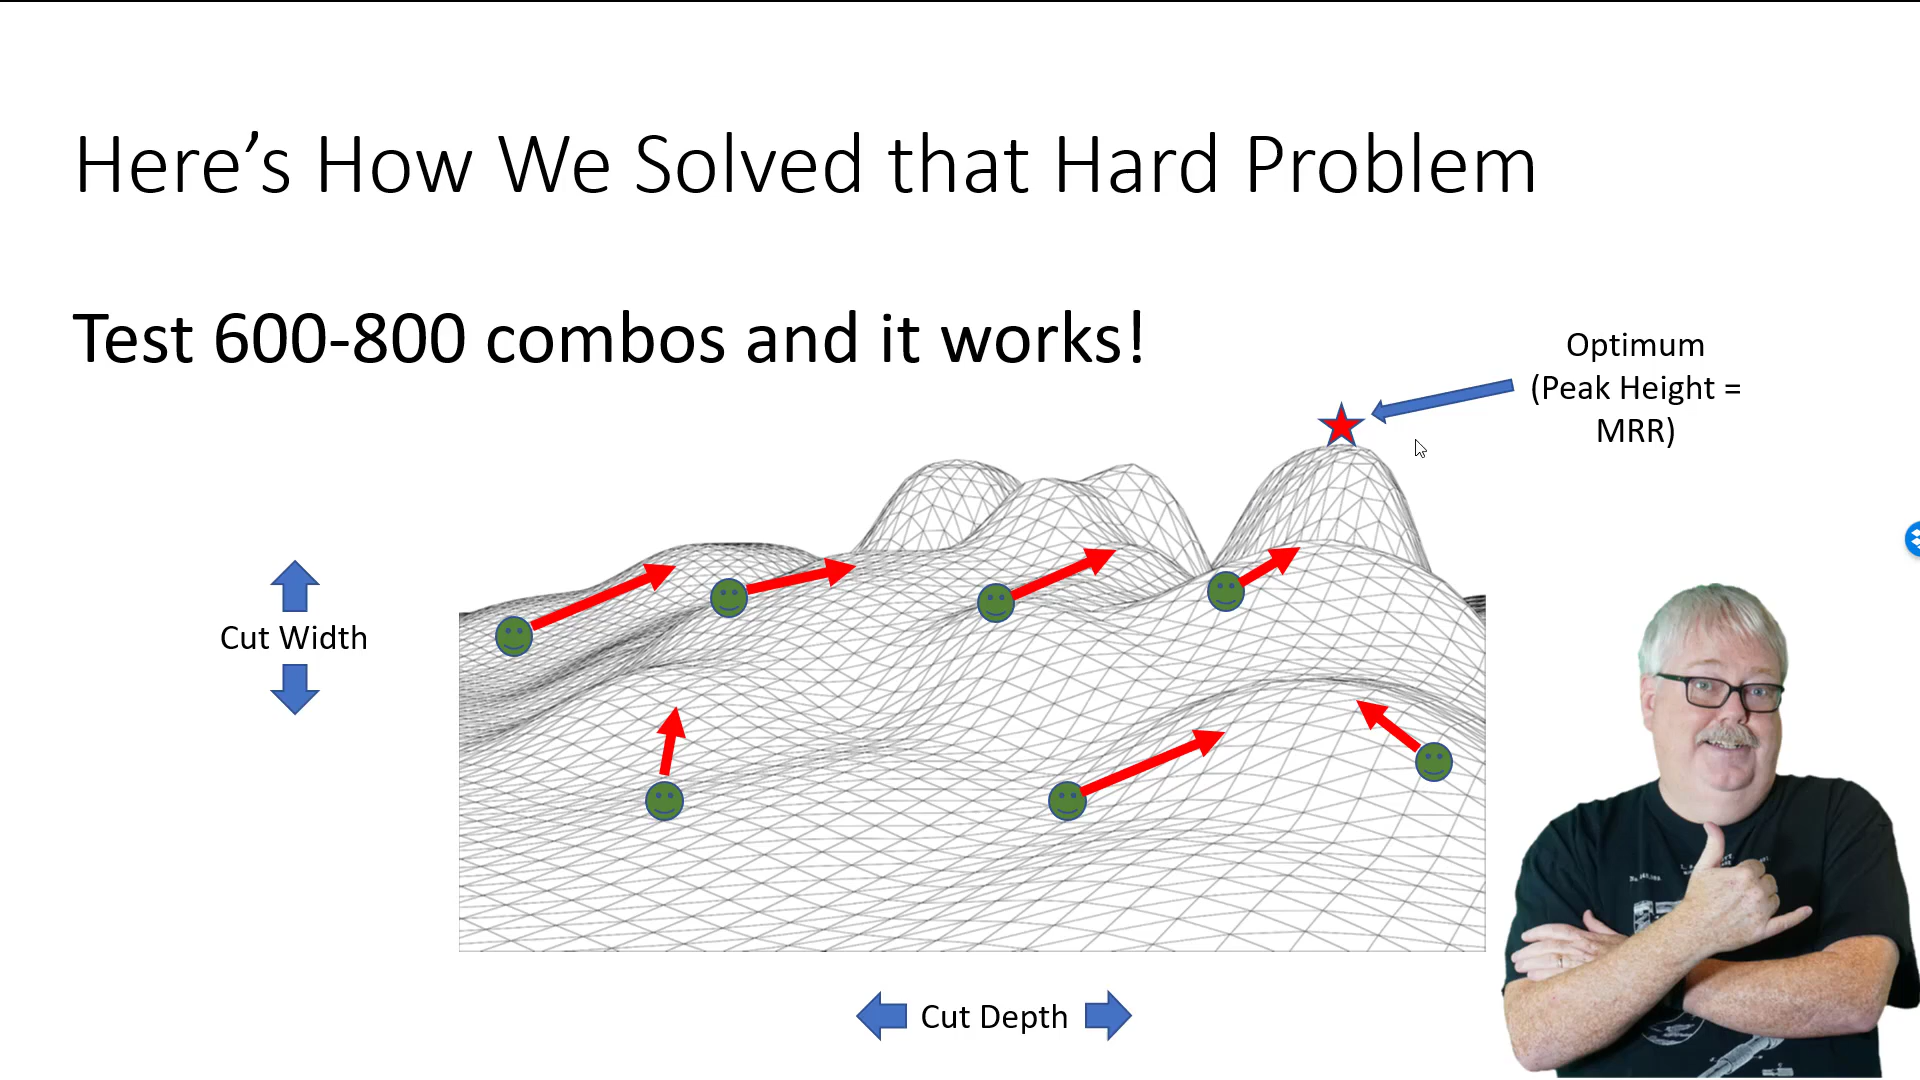 Here’s How We Solved that Hard Problem
Test 600-800 combos and it works!
Optimum
(Peak Height =
MRR)
Cut Width
Cut Depth